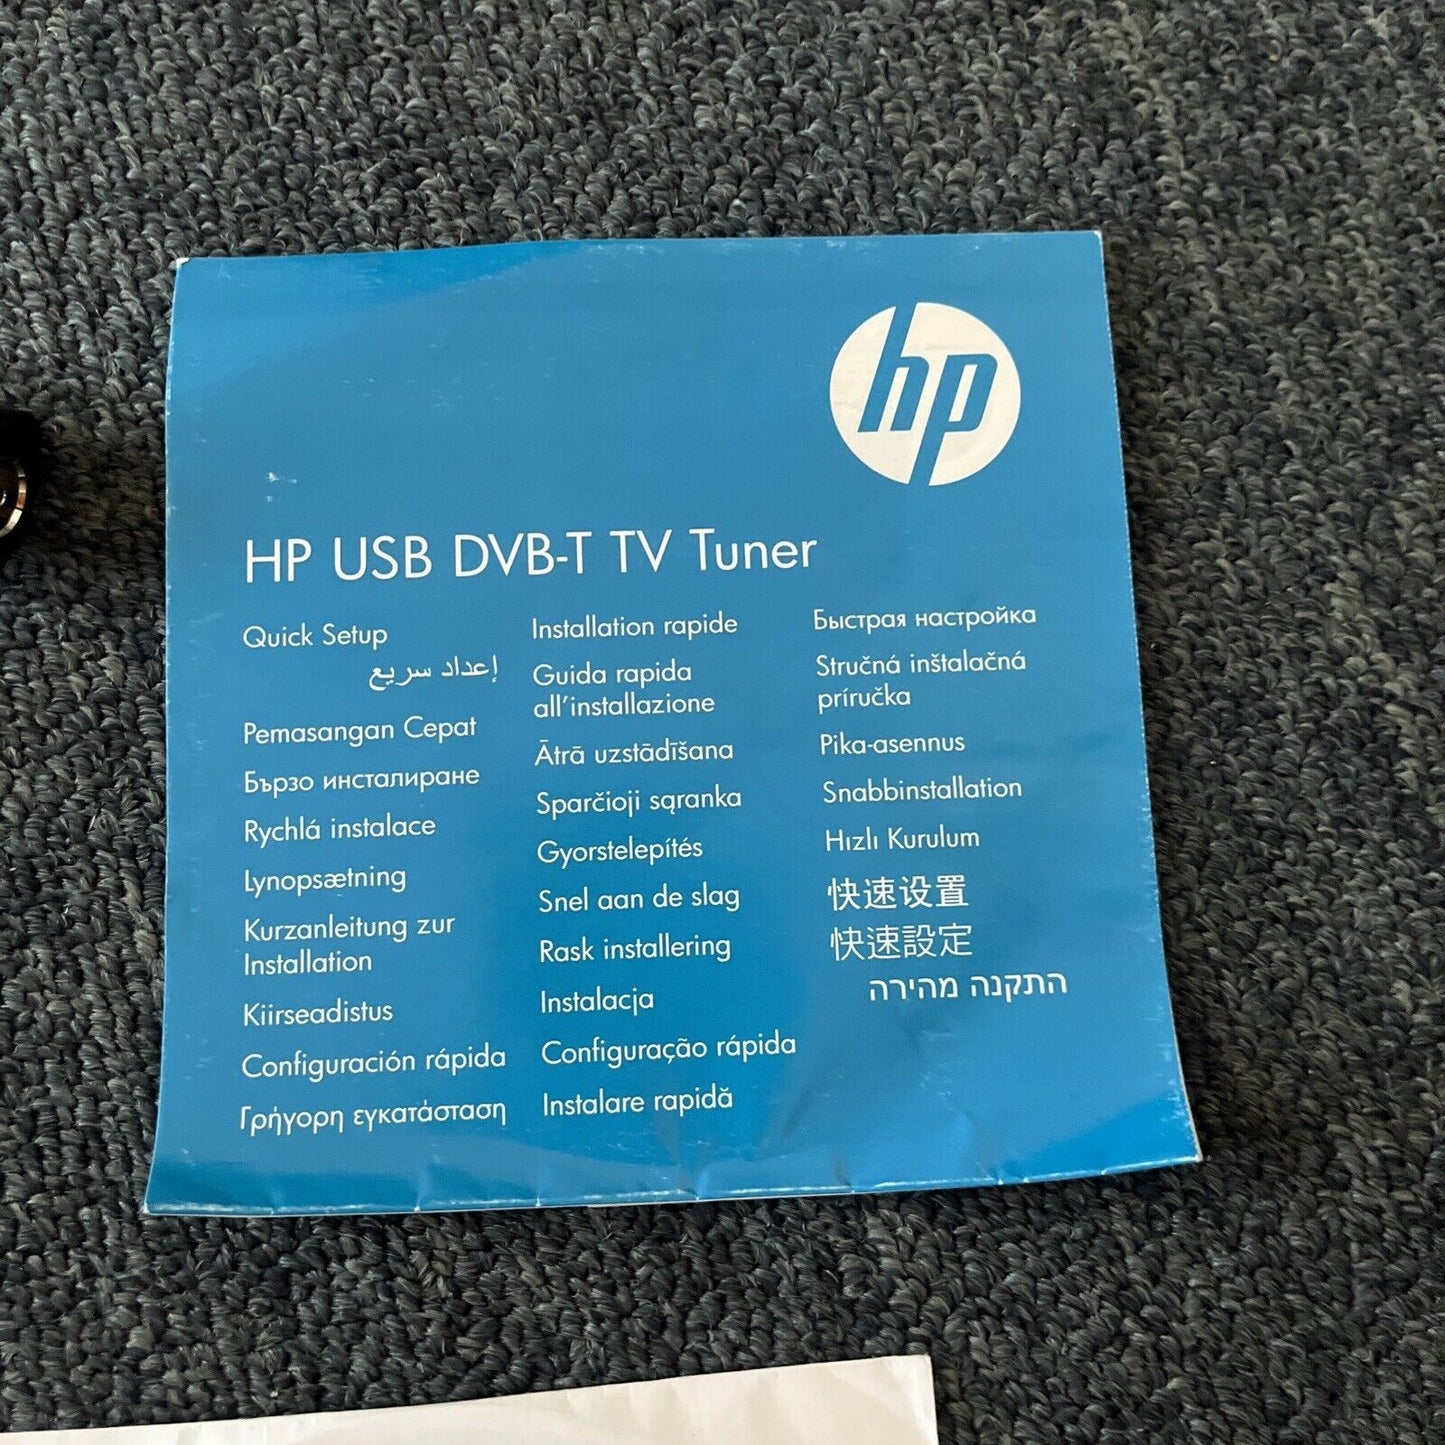 hp
HP USB DVB-T TV Tuner
Quick Setup
إعداد سريع
Pemasangan Cepat
Бързо инсталиране
Rychlá instalace
Lynopsætning
Kurzanleitung zur
Installation
Kiirseadistus
Configuración rápida
Γρήγορη εγκατάσταση
Installation rapide
Guida rapida
all'installazione
Ātrā uzstādīšana
Sparčioji sąranka
Gyorstelepítés
Snel aan de slag
Rask installering
Instalacja
Configuração rápida
Instalare rapidă
Быстрая настройка
Stručná inštalačná
príručka
Pika-asennus
Snabbinstallation
Hızlı Kurulum
快速设置
快速設定
התקנה מהירה